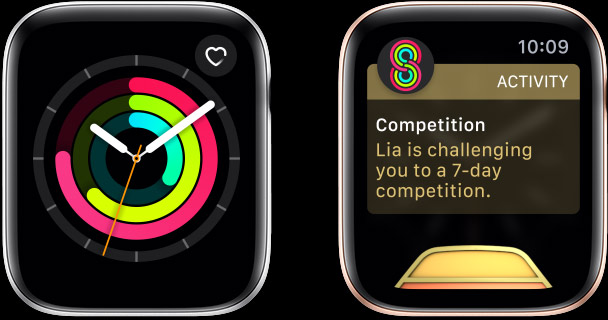 10:09
ACTIVITY
Competition
Lia is challenging
you to a 7-day
competition.